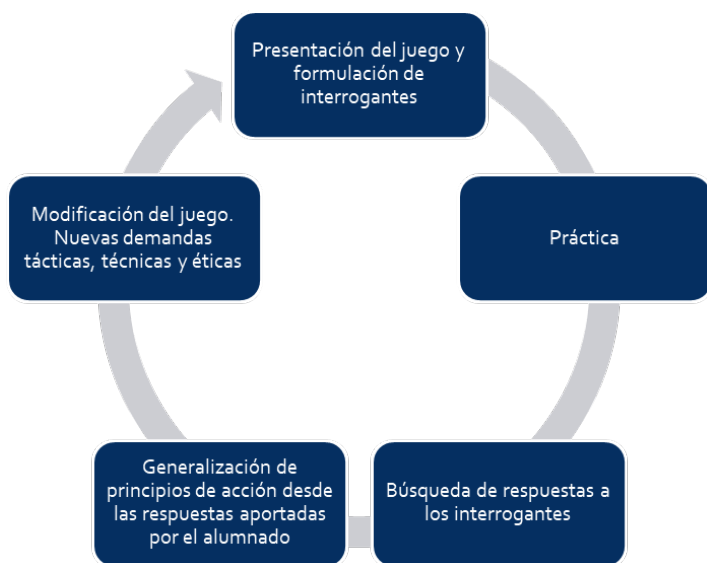 Presentación del juego y
formulación de
interrogantes
Práctica
Búsqueda de respuestas a
los interrogantes
Generalización de
principios de acción desde
las respuestas aportadas
por el alumnado
Modificación del juego.
Nuevas demandas
tácticas, técnicas y éticas